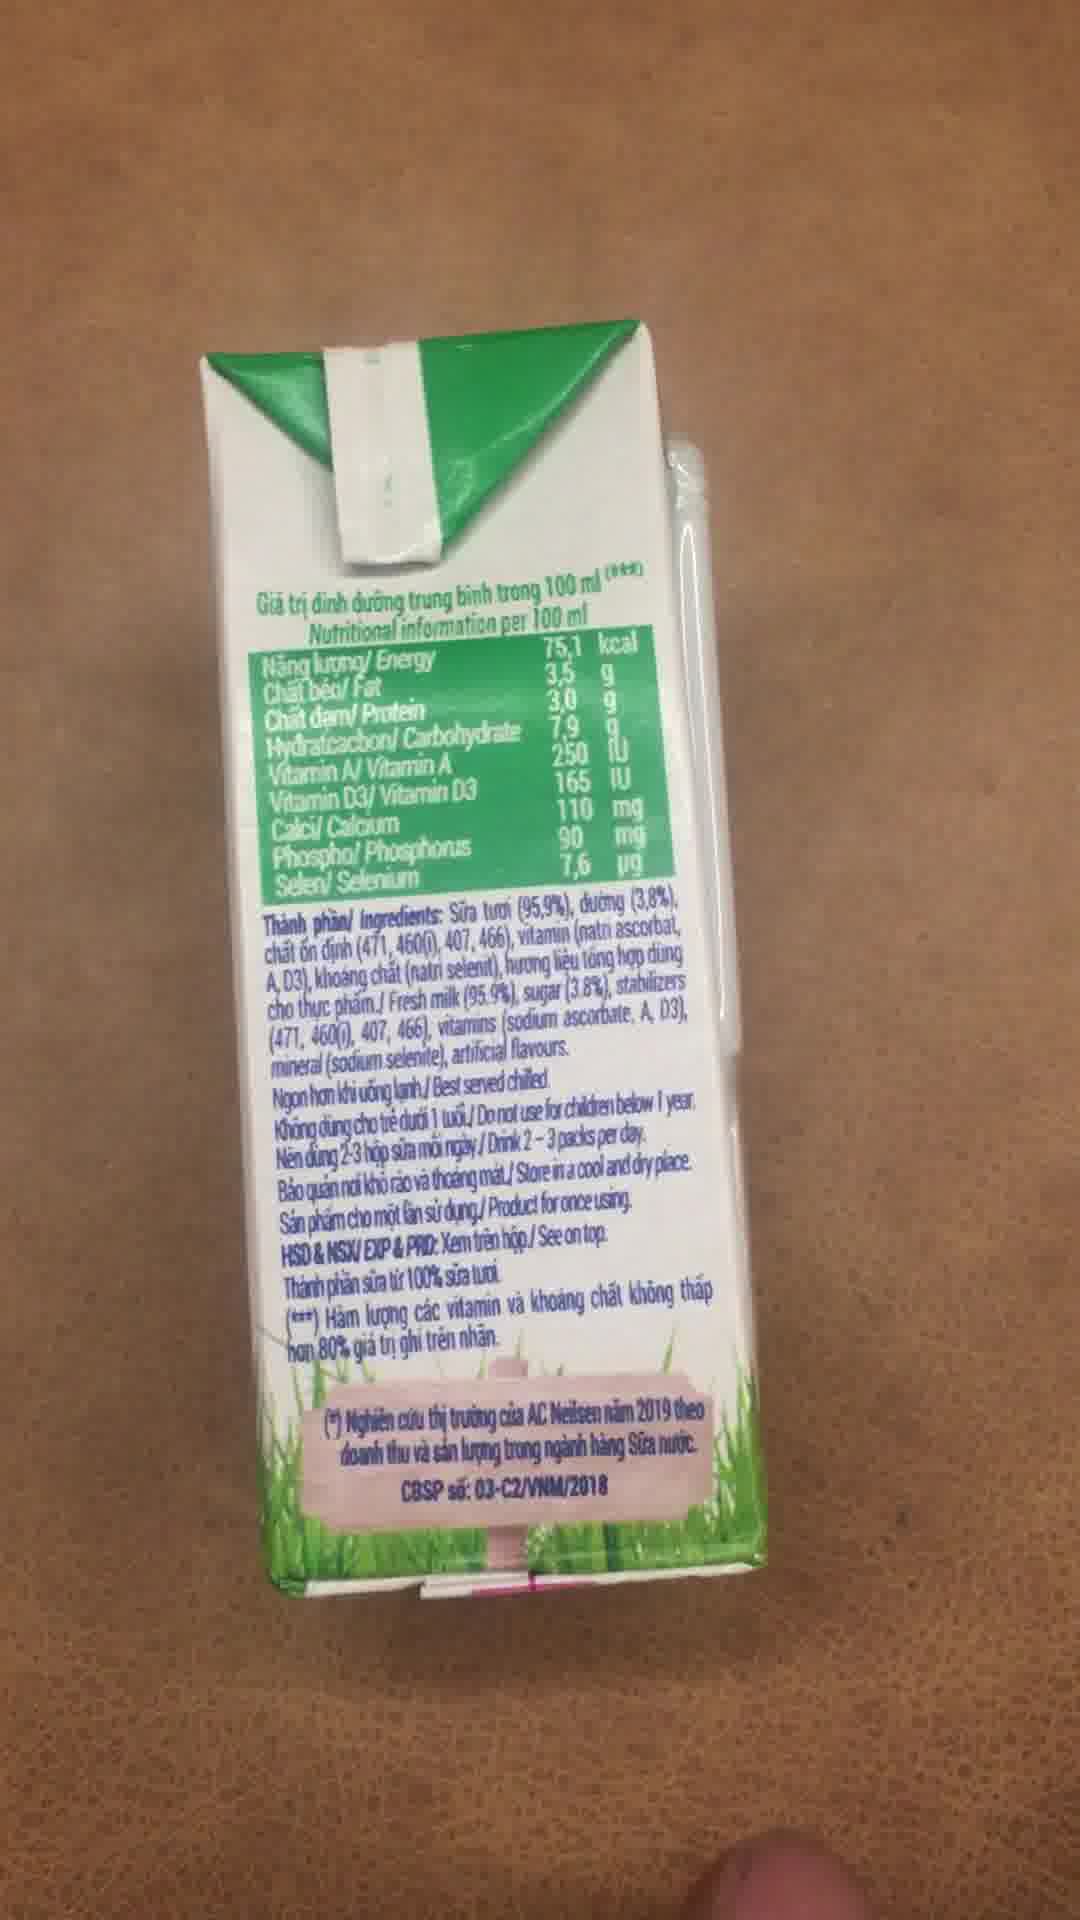 Giá trị dinh dưỡng trung bình trong 100 ml (***)
Nutritional information per 100 ml
Năng lượng/ Energy 75,1 kcal
Chất béo/ Fat 3,5 g
Chất đạm/ Protein 3,0 g
Hydratcacbon/ Carbohydrate 7,9 g
Vitamin A/ Vitamin A 250 IU
Vitamin D3/ Vitamin D3 165 IU
Calci/ Calcium 110 mg
Phospho/ Phosphorus 90 mg
Selen/ Selenium 7,6 µg
Thành phần/ Ingredients: Sữa tươi (95,9%), đường (3,8%),
chất ổn định (471, 460(i), 407, 466), vitamin (natri ascorbat,
A, D3), khoáng chất (natri selenit), hương liệu tổng hợp dùng
cho thực phẩm./ Fresh milk (95.9%), sugar (3.8%), stabilizers
(471, 460(i), 407, 466), vitamins (sodium ascorbate, A, D3),
mineral (sodium selenite), artificial flavours.
Ngon hơn khi uống lạnh./ Best served chilled.
Không dùng cho trẻ dưới 1 tuổi./ Do not use for children below 1 year.
Nên dùng 2-3 hộp sữa mỗi ngày./ Drink 2 - 3 packs per day.
Bảo quản nơi khô ráo và thoáng mát./ Store in a cool and dry place.
Sản phẩm cho một lần sử dụng./ Product for once using.
HSD & NSX/ EXP & PRD: Xem trên hộp./ See on top.
Thành phần sữa từ 100% sữa tươi.
(***) Hàm lượng các vitamin và khoáng chất không thấp
hơn 80% giá trị ghi trên nhãn.
(*) Nghiên cứu thị trường của AC Neilsen năm 2019 theo
doanh thu và sản lượng trong ngành hàng Sữa nước.
CBSP số: 03-C2/VNM/2018